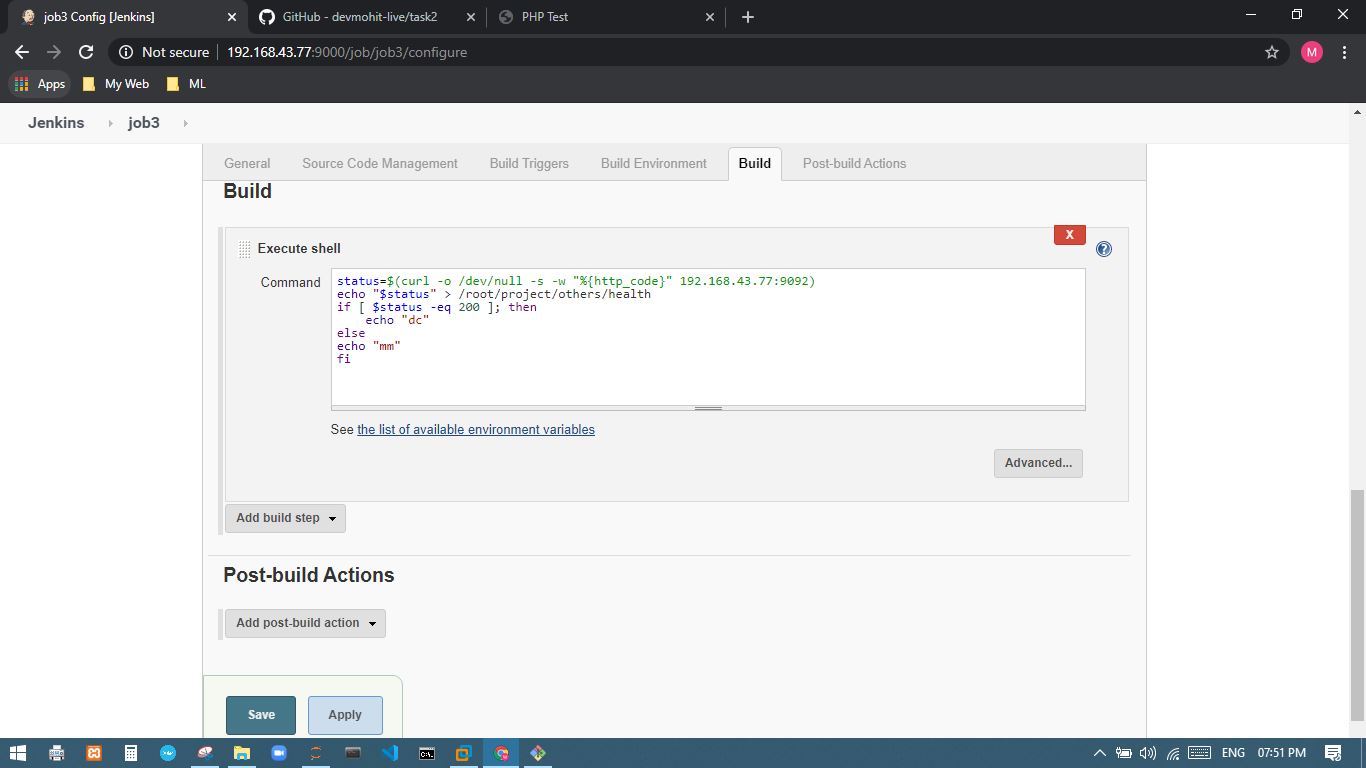 job3 Config [Jenkins]
GitHub - devmohit-live/task2
PHP Test
Not secure
192.168.43.77:9000/job/job3/configure
M
Apps
My Web
ML
Jenkins
job3
General
Source Code Management
Build Triggers
Build Environment
Build
Post-build Actions
Build
X
Execute shell
?
Command
status=$(curl -o /dev/null -s -w "%{http_code}" 192.168.43.77:9092)
echo "$status" > /root/project/others/health
if [ $status -eq 200 ]; then
    echo "dc"
else
echo "mm"
fi
See the list of available environment variables
Advanced...
Add build step
Post-build Actions
Add post-build action
Save
Apply
ENG
07:51 PM